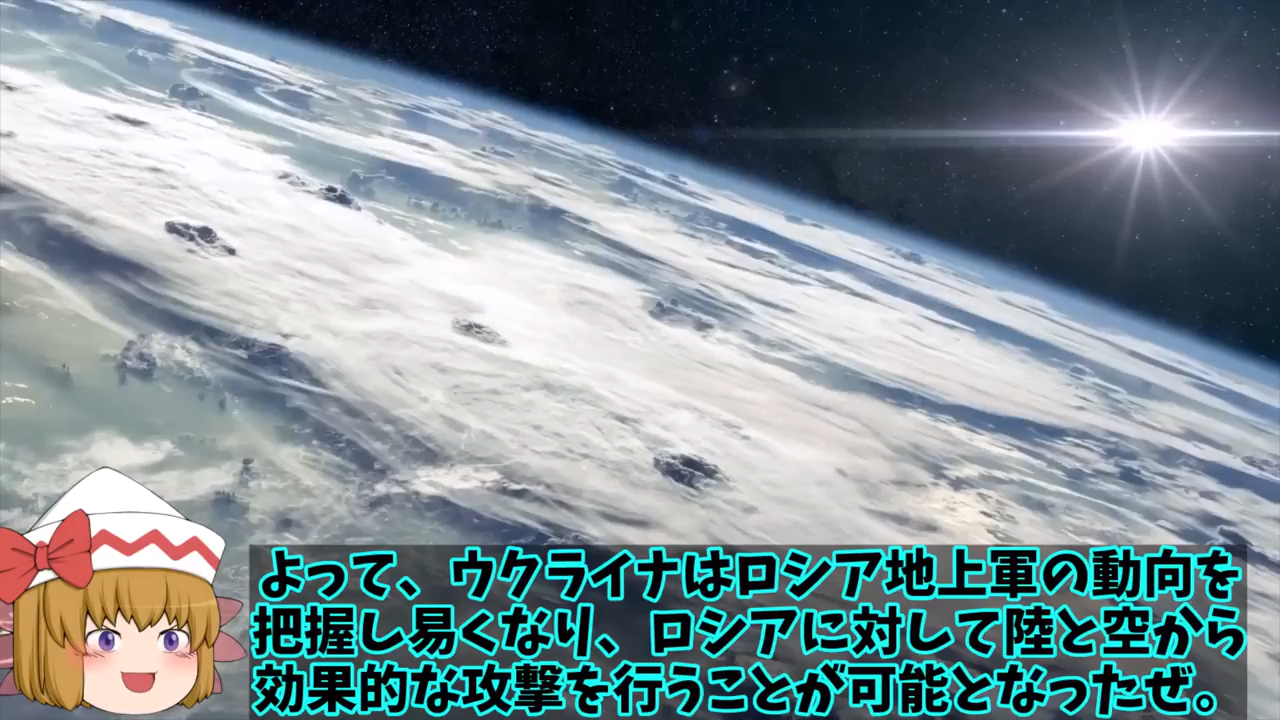 よって、ウクライナはロシア地上軍の動向を
把握し易くなり、ロシアに対して陸と空から
効果的な攻撃を行うことが可能となったぜ。